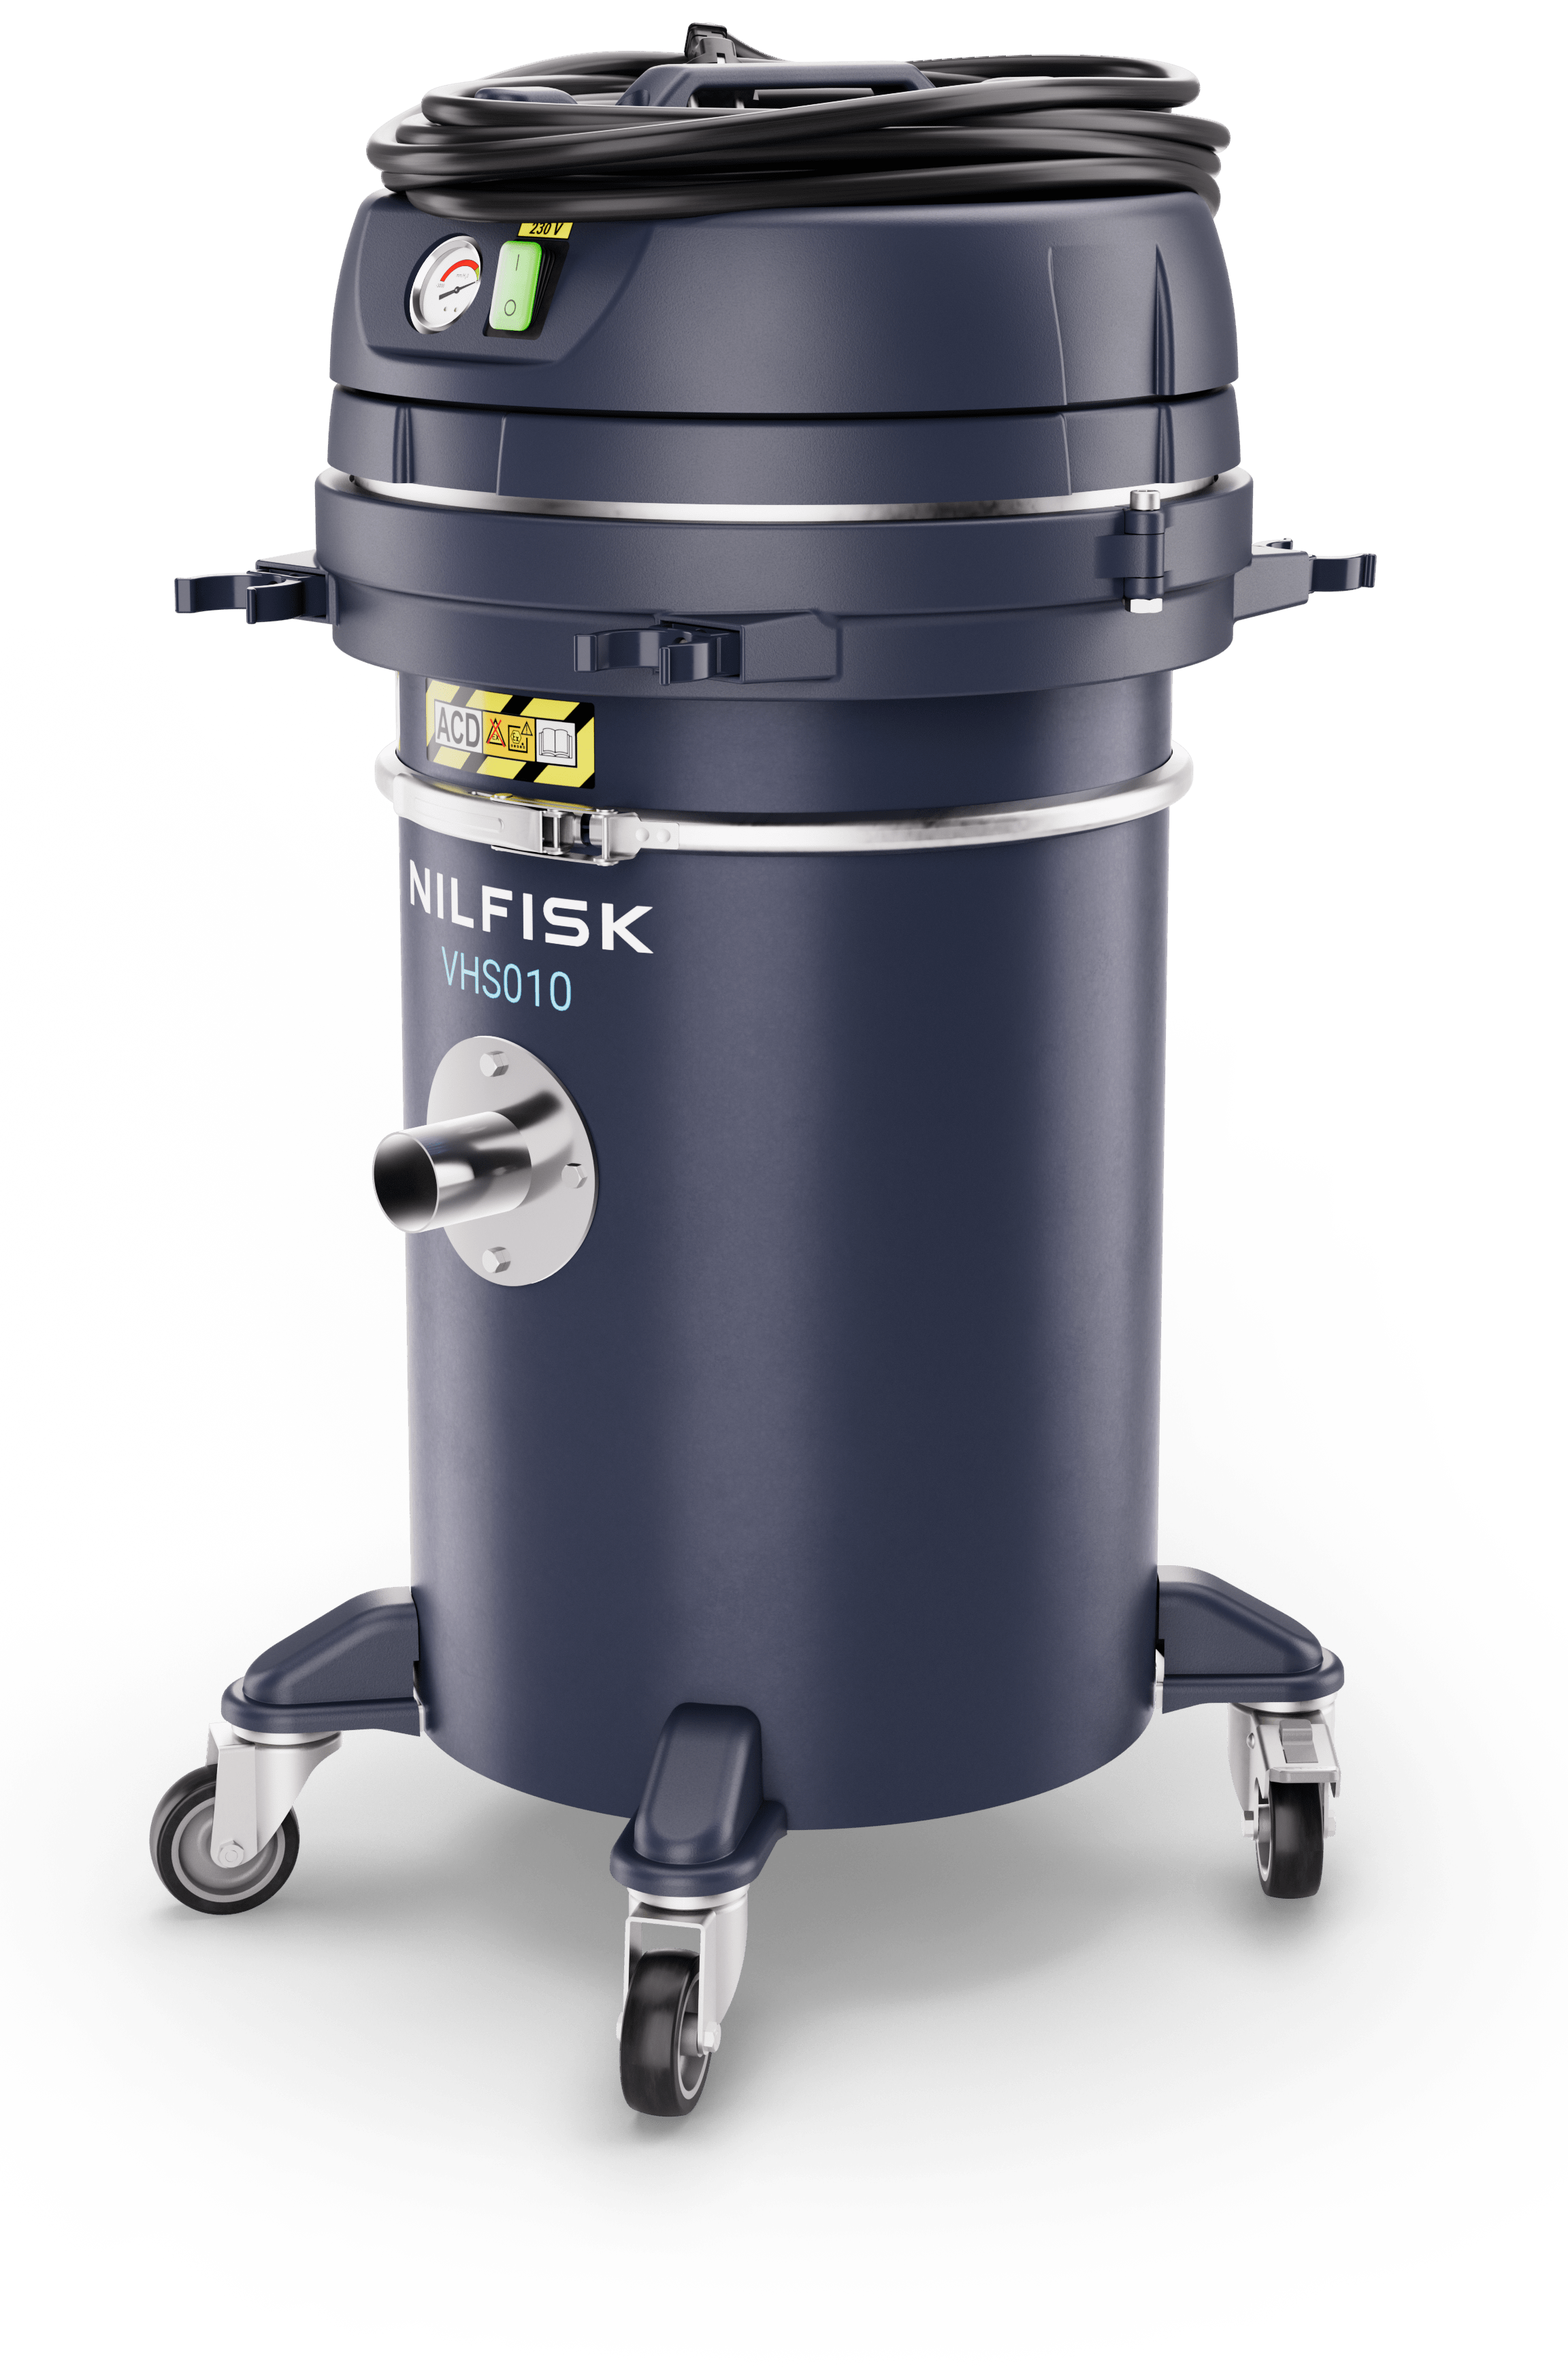 230 V
I
O
ACD
NILFISK
VHS010